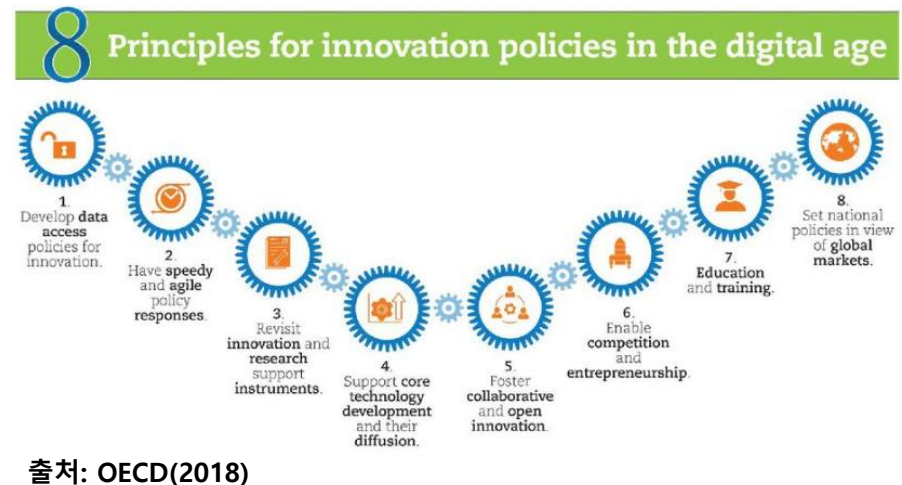 8 Principles for innovation policies in the digital age
1.
Develop data
access
policies for
innovation.
2.
Have speedy
and agile
policy
responses.
3.
Revisit
innovation and
research
support
instruments.
4.
Support core
technology
development
and their
diffusion.
5.
Foster
collaborative
and open
innovation.
6.
Enable
competition
and
entrepreneurship.
7.
Education
and training.
8.
Set national
policies in view
of global
markets.
출처: OECD(2018)